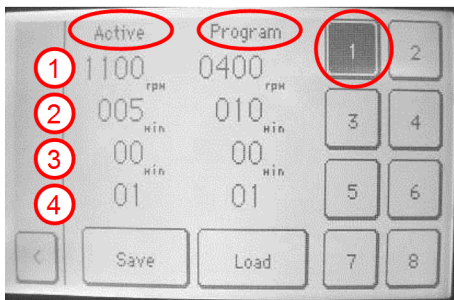 Active Program
1 1100 rpm 0400 rpm 1 2
2 005 min 010 min 3 4
3 00 min 00 min
4 01 01 5 6
< Save Load 7 8